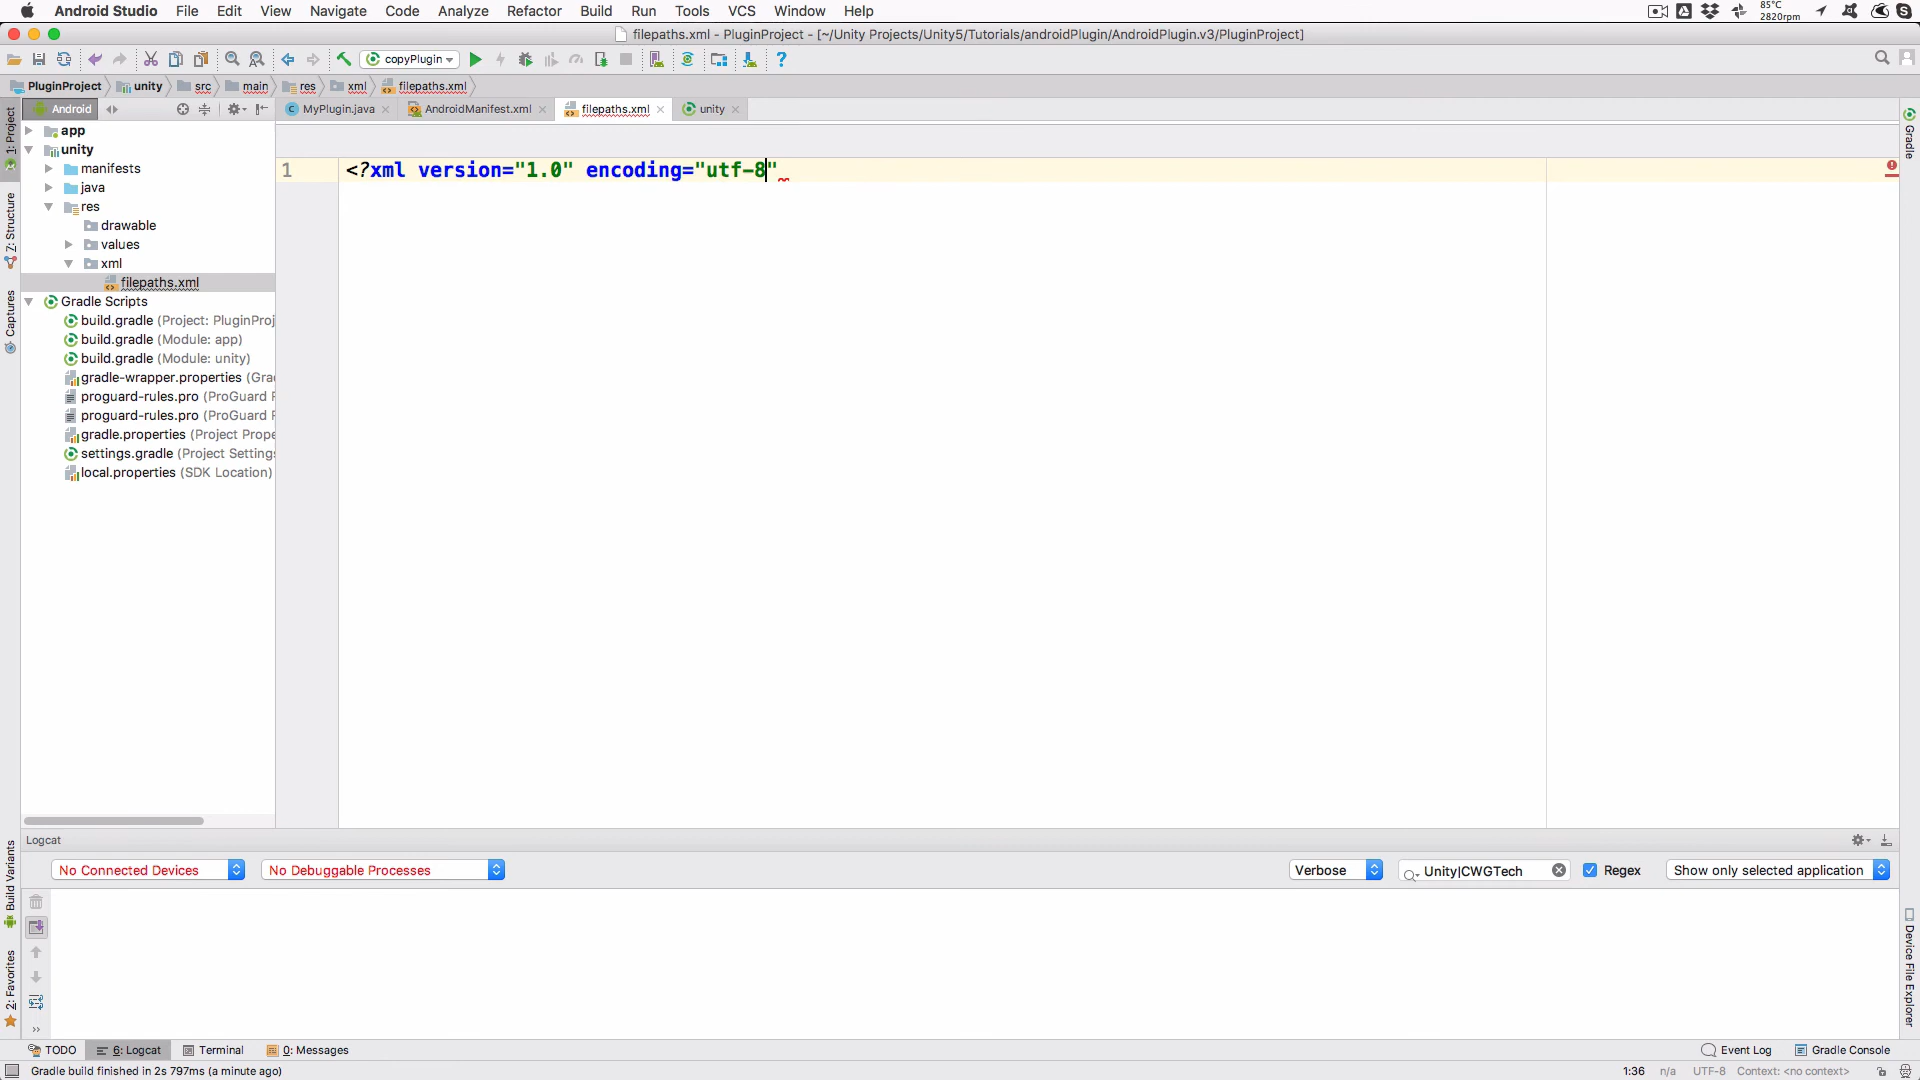 Android Studio File Edit View Navigate Code Analyze Refactor Build Run Tools VCS Window Help 85°C 2820rpm
filepaths.xml - PluginProject - [~/Unity Projects/Unity5/Tutorials/androidPlugin/AndroidPlugin.v3/PluginProject]
copyPlugin
PluginProject unity src main res xml filepaths.xml
Android MyPlugin.java AndroidManifest.xml filepaths.xml unity
1: Project
Z: Structure
Captures
Build Variants
2: Favorites
app
unity
manifests
java
res
drawable
values
xml
filepaths.xml
Gradle Scripts
build.gradle (Project: PluginProj
build.gradle (Module: app)
build.gradle (Module: unity)
gradle-wrapper.properties (Gra
proguard-rules.pro (ProGuard
proguard-rules.pro (ProGuard
gradle.properties (Project Prope
settings.gradle (Project Settings
local.properties (SDK Location)
1 <?xml version="1.0" encoding="utf-8"
Gradle
Device File Explorer
Logcat
No Connected Devices No Debuggable Processes Verbose Unity|CWGTech Regex Show only selected application
TODO 6: Logcat Terminal 0: Messages Event Log Gradle Console
Gradle build finished in 2s 797ms (a minute ago) 1:36 n/a UTF-8 Context: <no context>